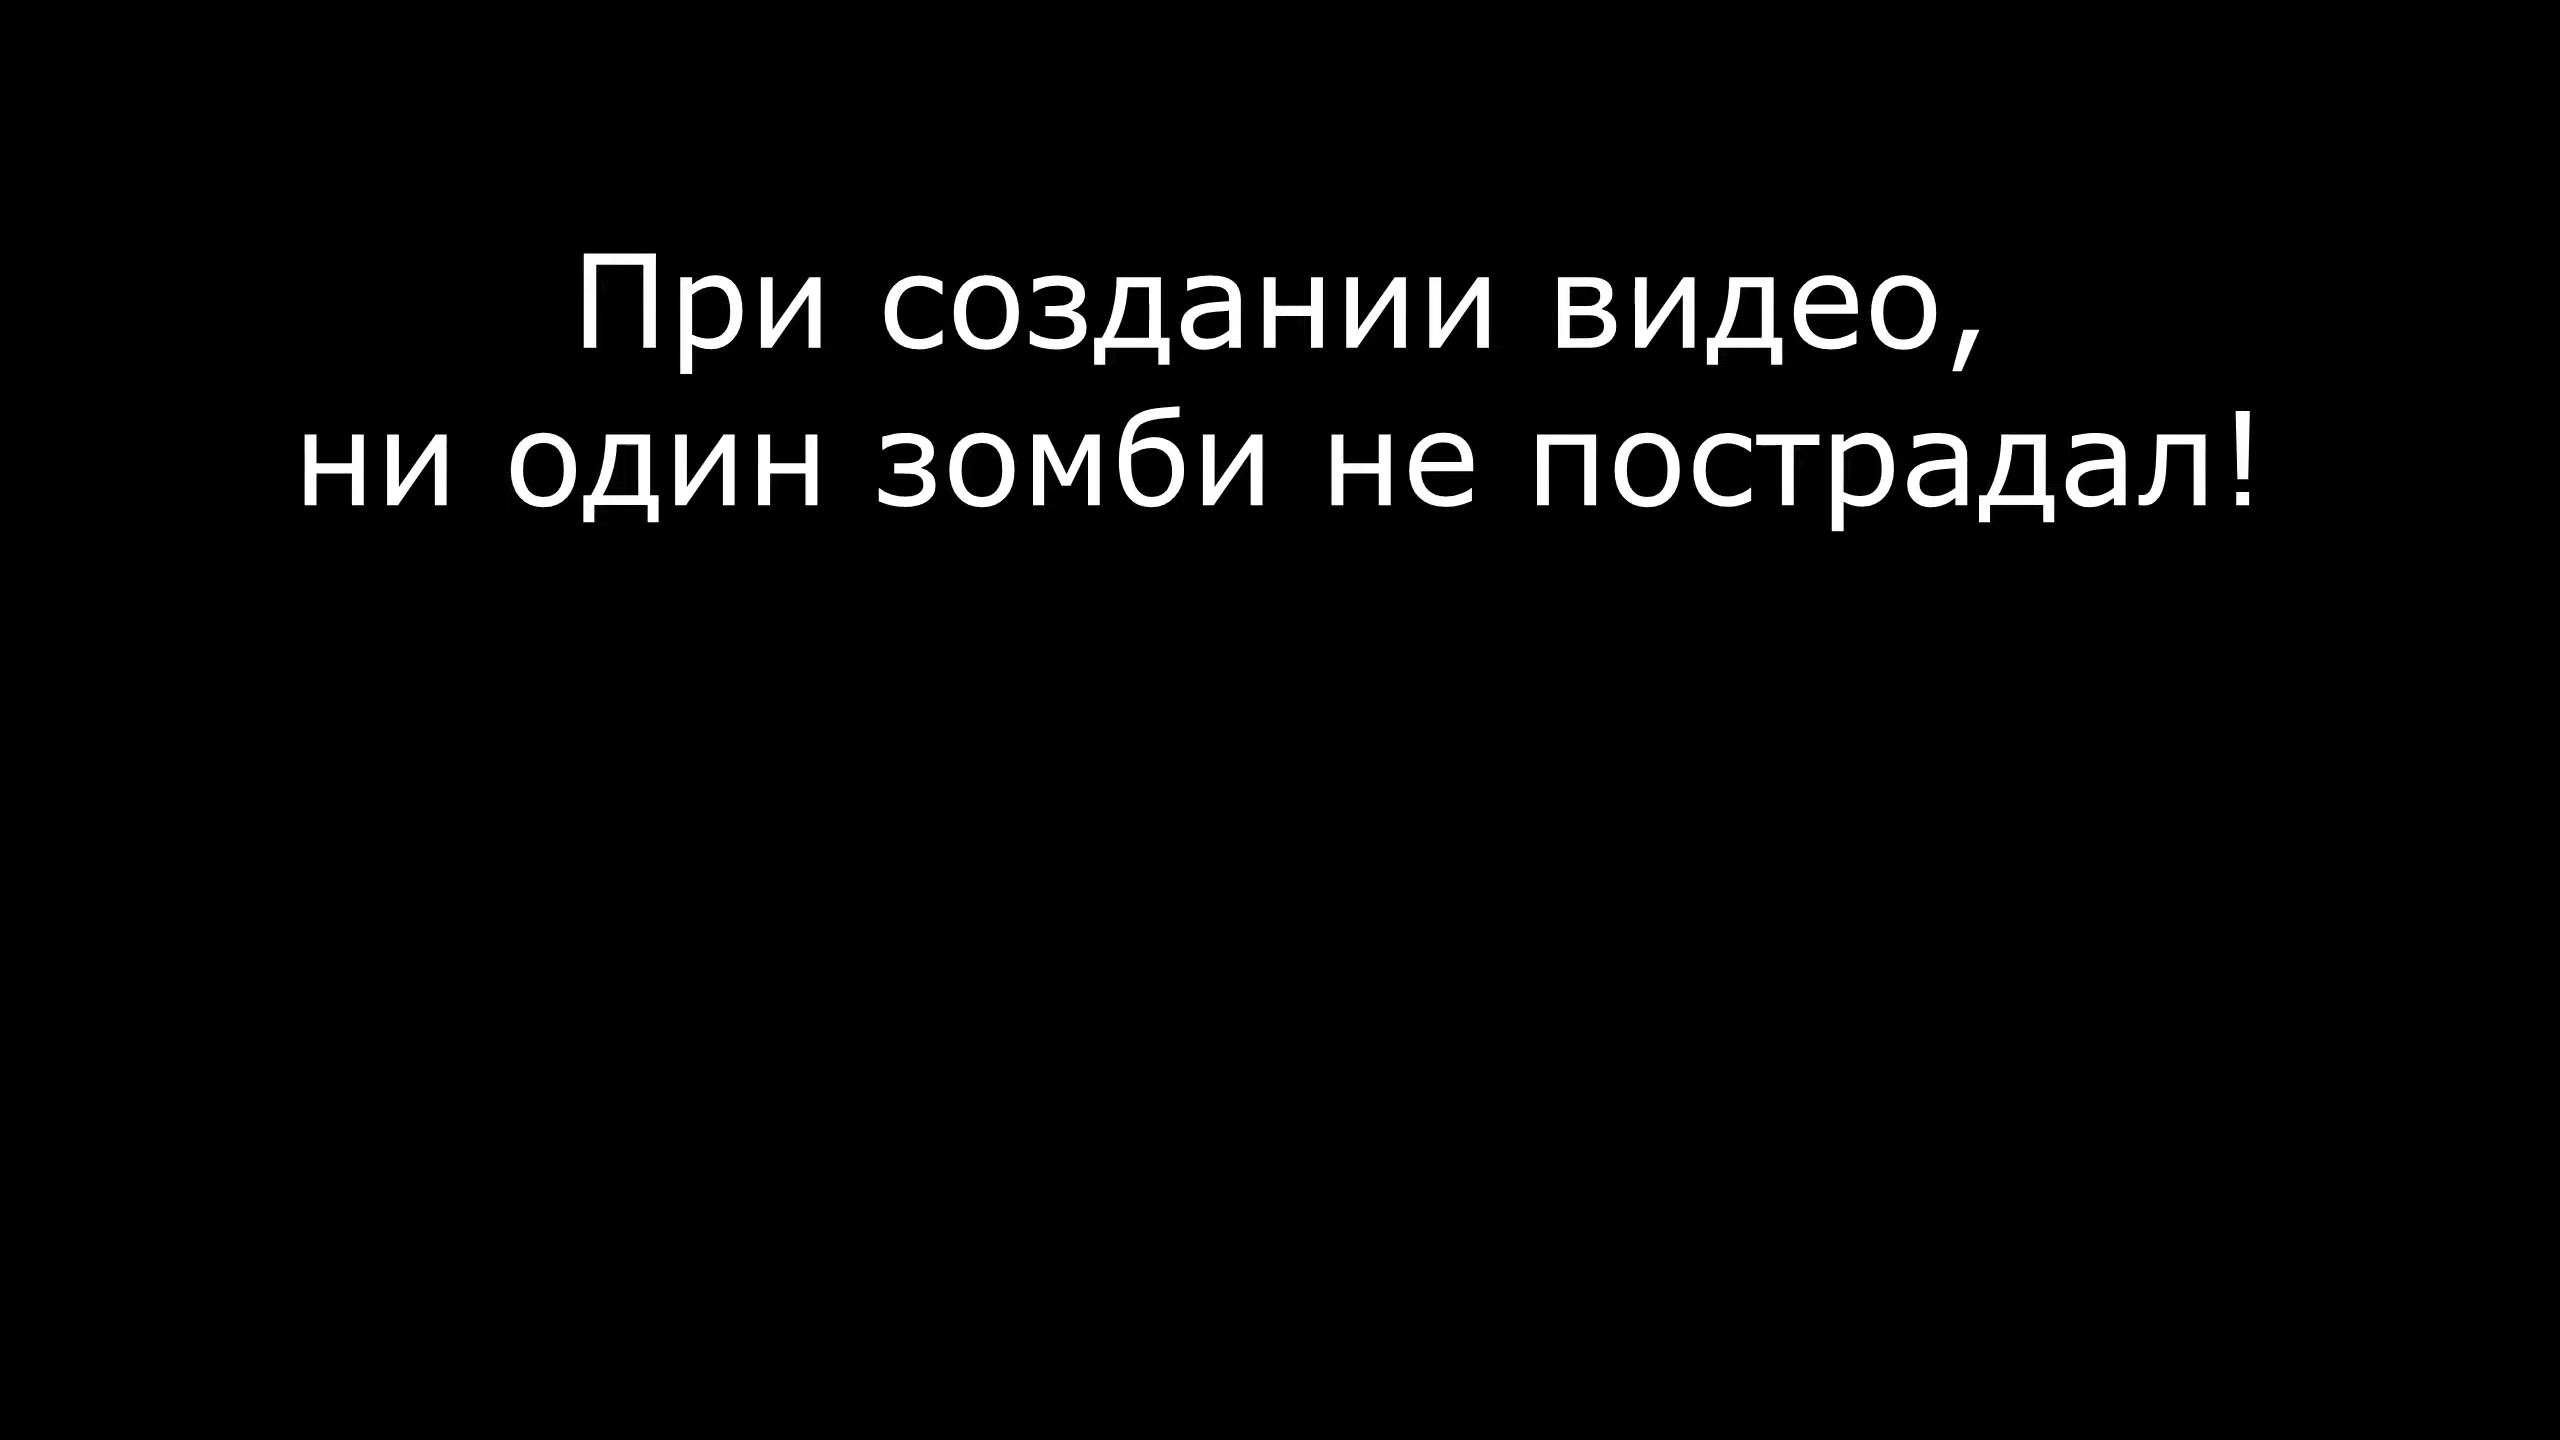 При создании видео,
ни один зомби не пострадал!